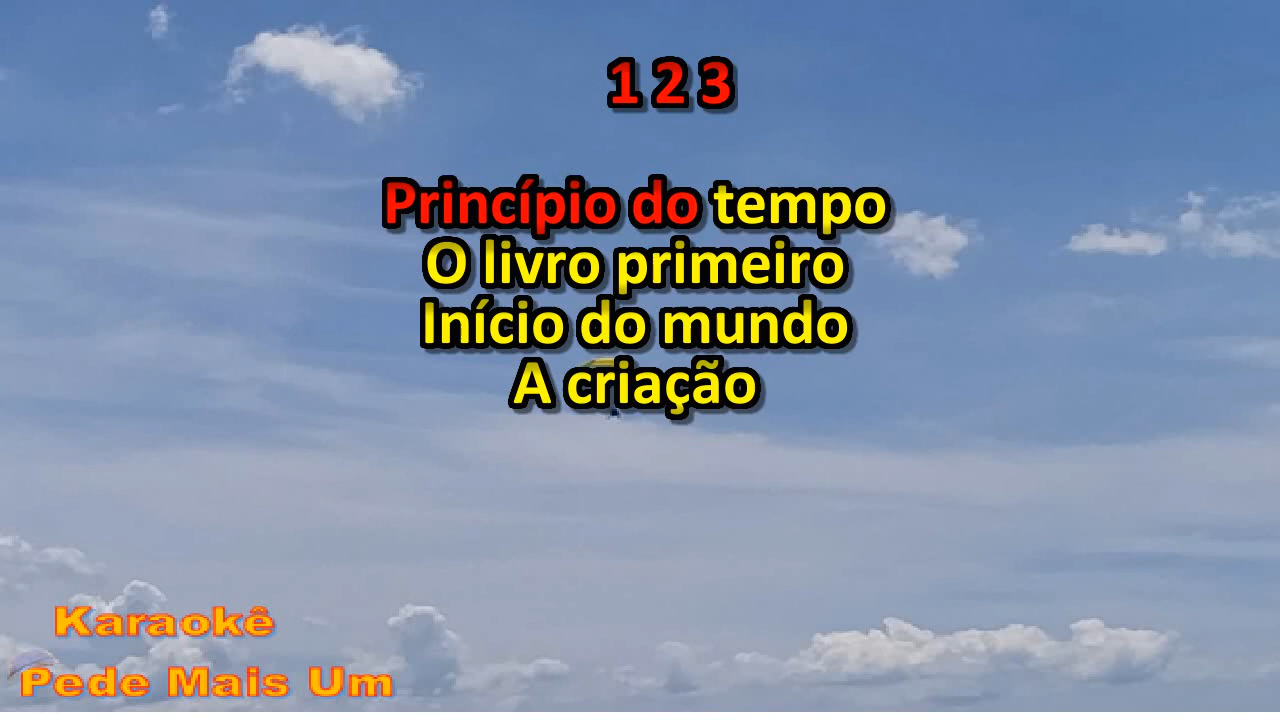 1 2 3
Princípio do tempo
O livro primeiro
Início do mundo
A criação
Karaokê
Pede Mais Um